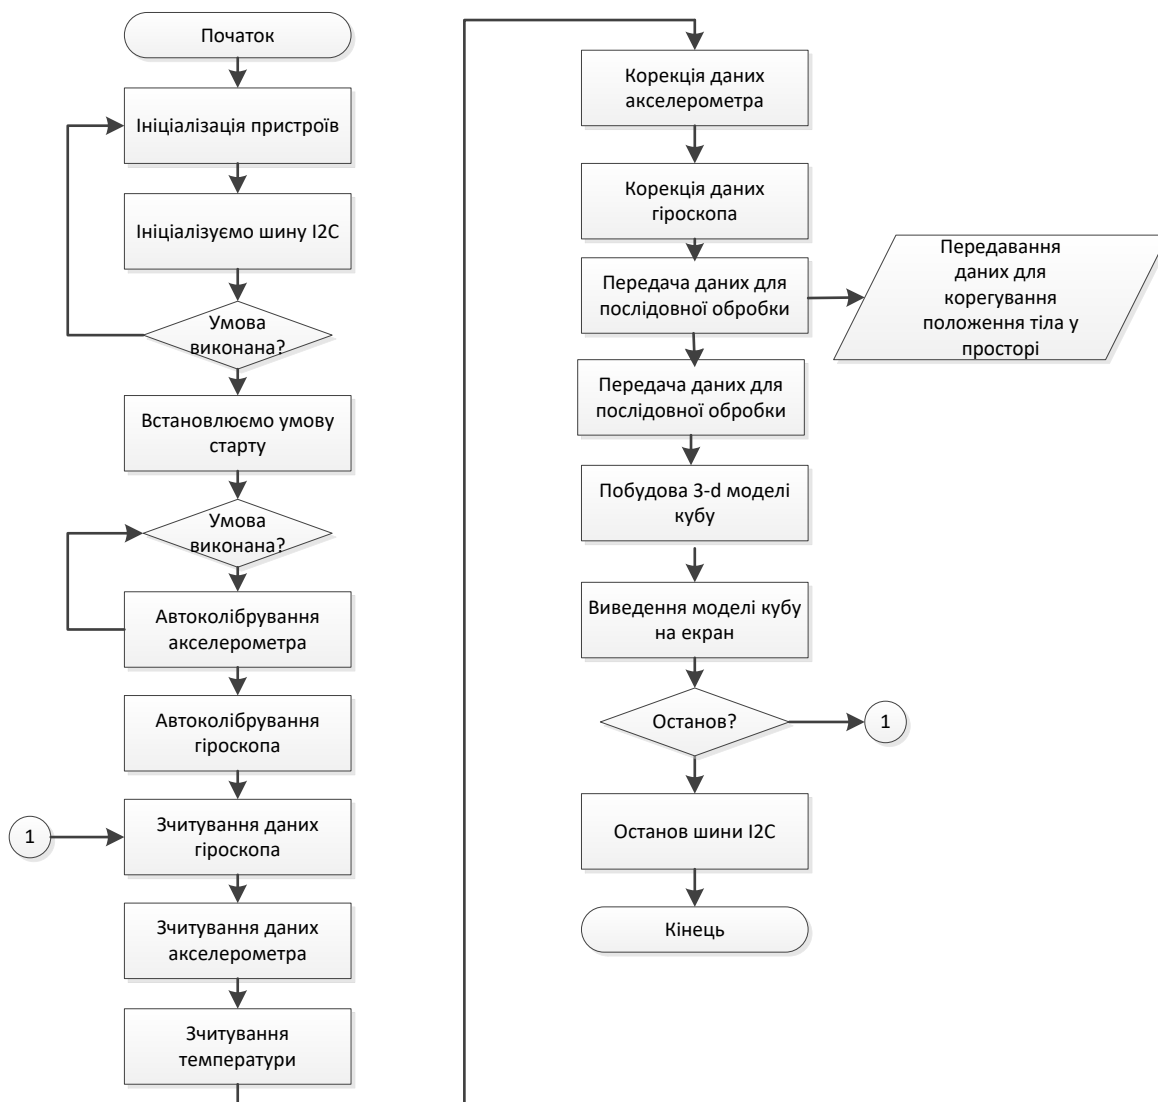 Початок
Ініціалізація пристроїв
Ініціалізуємо шину I2C
Умова
виконана?
Встановлюємо умову
старту
Умова
виконана?
Автоколібрування
акселерометра
Автоколібрування
гіроскопа
1
Зчитування даних
гіроскопа
Зчитування даних
акселерометра
Зчитування
температури
Корекція даних
акселерометра
Корекція даних
гіроскопа
Передача даних для
послідовної обробки
Передавання
даних для
корегування
положення тіла у
просторі
Передача даних для
послідовної обробки
Побудова 3-d моделі
кубу
Виведення моделі кубу
на екран
Останов?
1
Останов шини I2C
Кінець